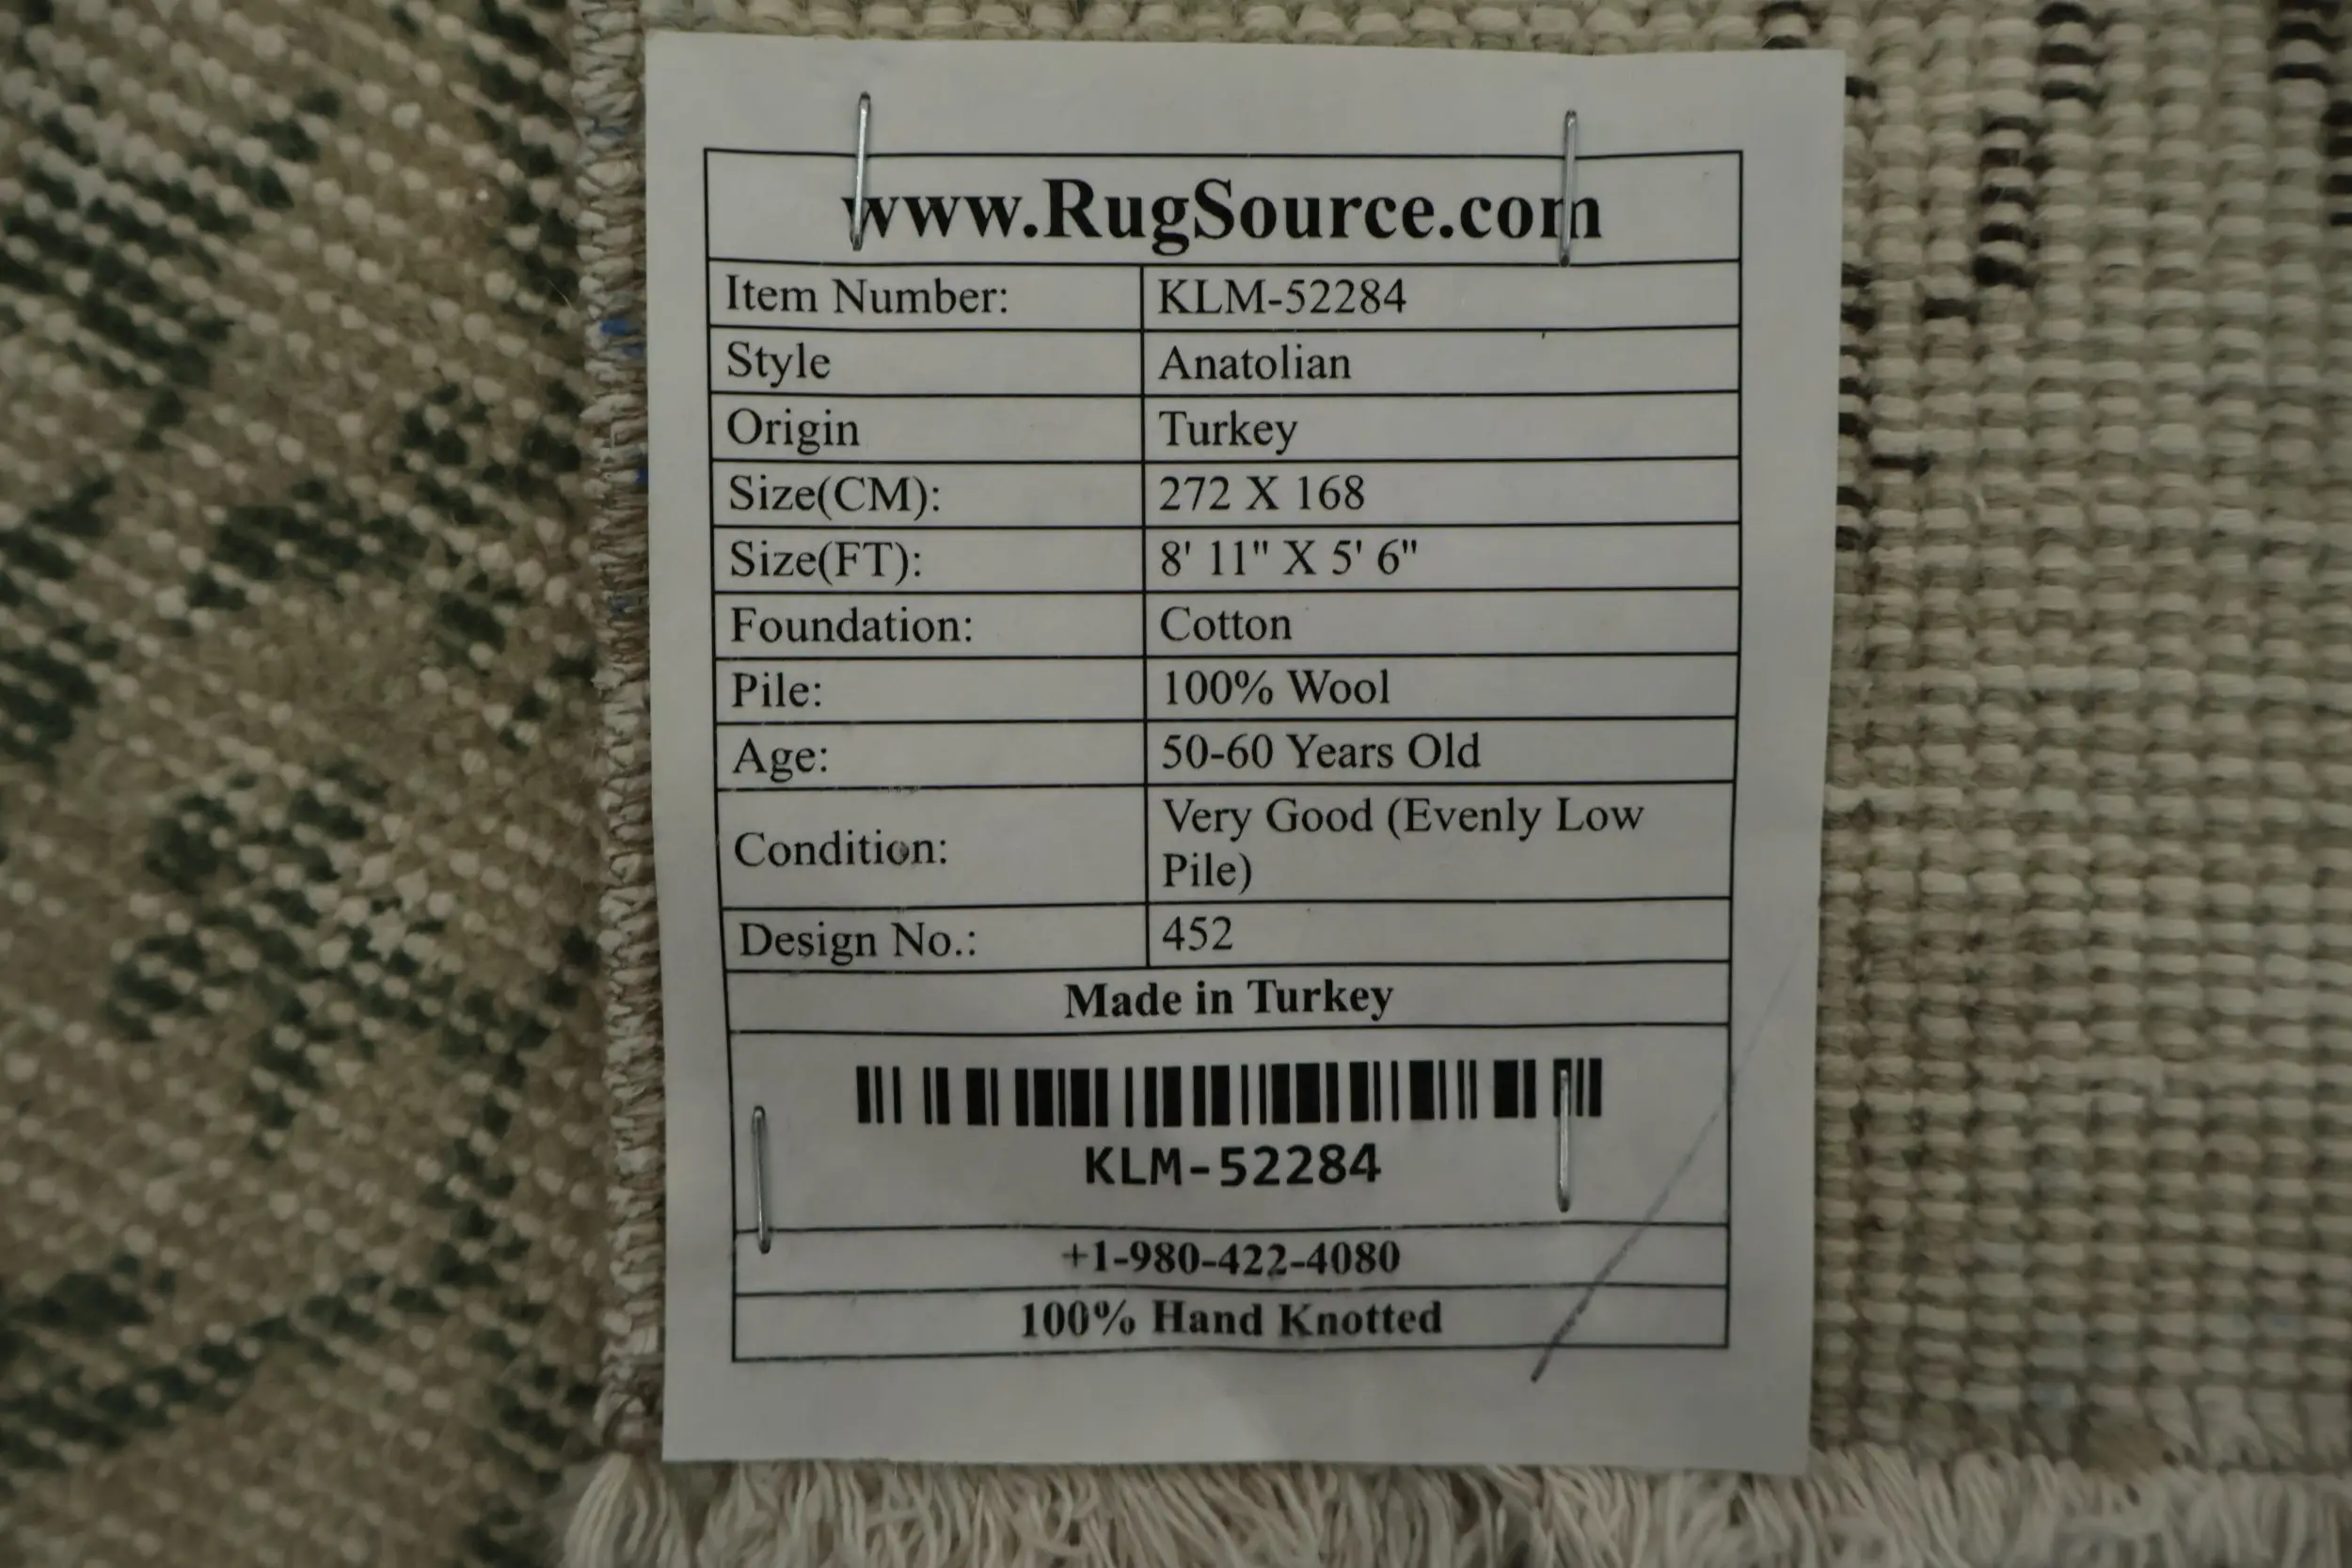 www.RugSource.com
Item Number: KLM-52284
Style Anatolian
Origin Turkey
Size(CM): 272 X 168
Size(FT): 8' 11" X 5' 6"
Foundation: Cotton
Pile: 100% Wool
Age: 50-60 Years Old
Condition: Very Good (Evenly Low
Pile)
Design No.: 452
Made in Turkey
KLM-52284
+1-980-422-4080
100% Hand Knotted